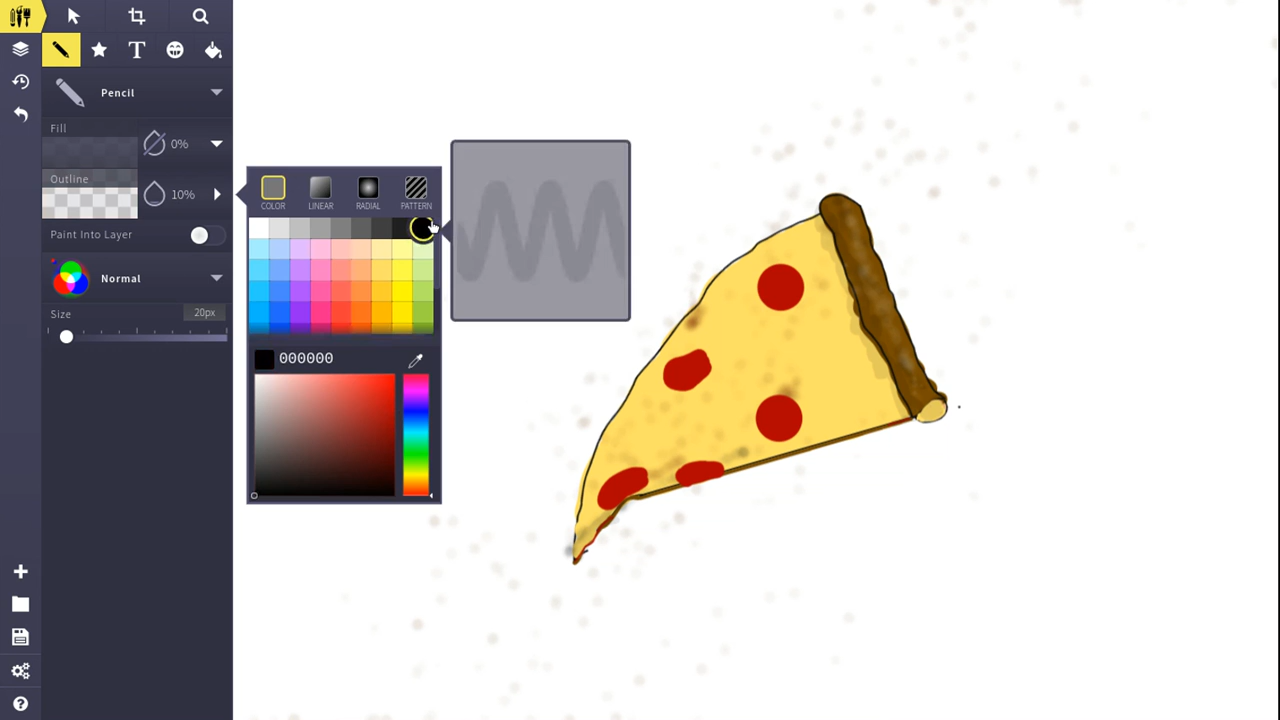 Pencil
Fill
0%
Outline
10%
Paint Into Layer
Normal
Size
20px
COLOR LINEAR RADIAL PATTERN
000000